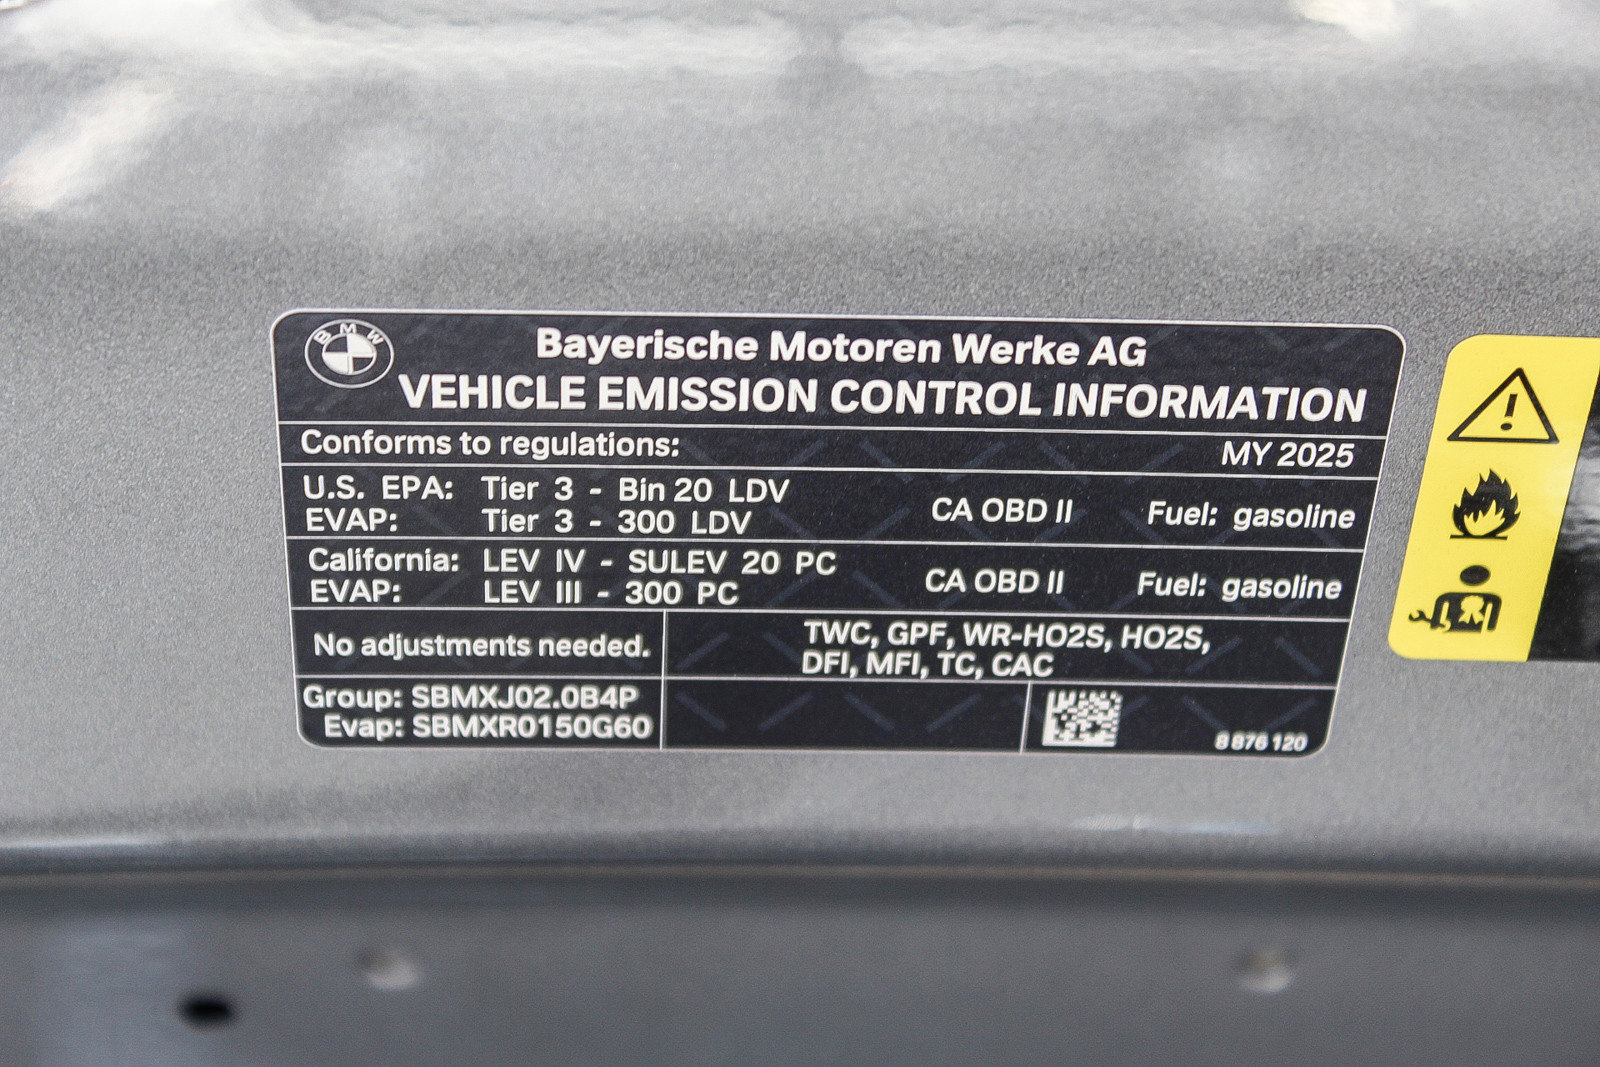 BMW
Bayerische Motoren Werke AG
VEHICLE EMISSION CONTROL INFORMATION
Conforms to regulations: MY 2025
U.S. EPA: Tier 3 - Bin 20 LDV
EVAP: Tier 3 - 300 LDV
CA OBD II Fuel: gasoline
California: LEV IV - SULEV 20 PC
EVAP: LEV III - 300 PC
CA OBD II Fuel: gasoline
No adjustments needed.
TWC, GPF, WR-HO2S, HO2S,
DFI, MFI, TC, CAC
Group: SBMXJ02.0B4P
Evap: SBMXR0150G60
8 876 120